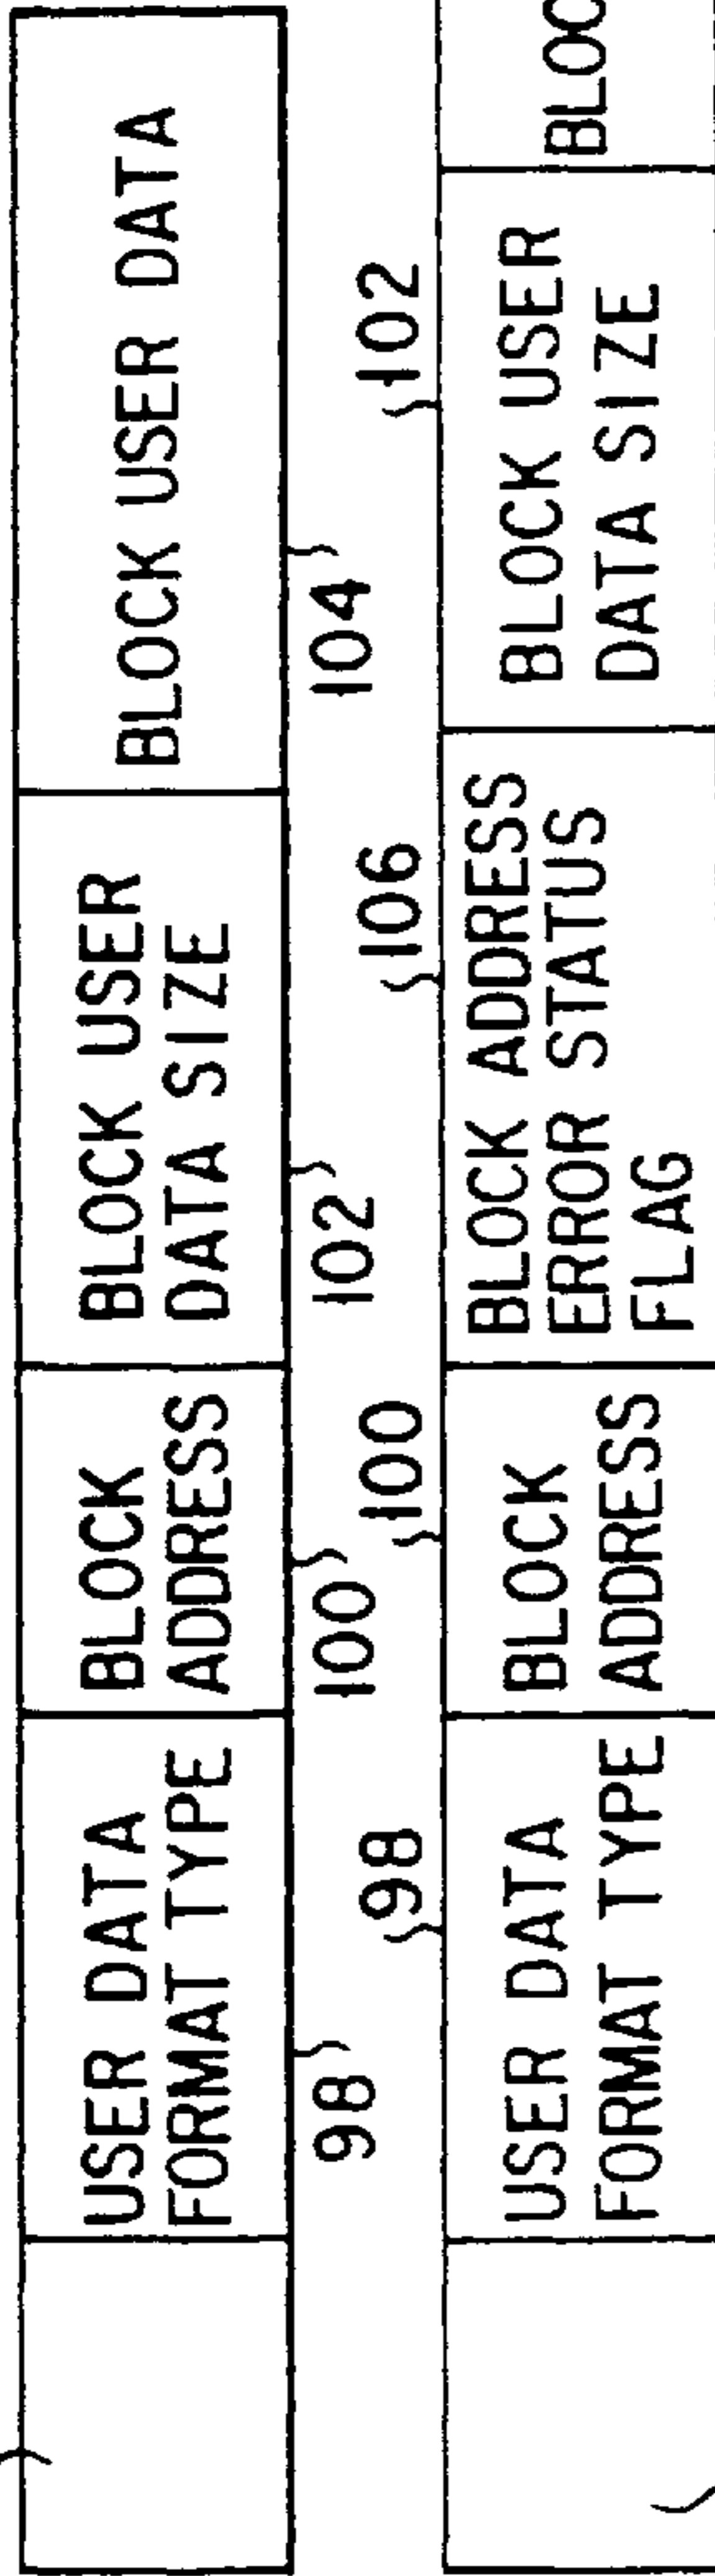 USER DATA
FORMAT TYPE
BLOCK
ADDRESS
BLOCK USER
DATA SIZE
BLOCK USER DATA
98
100
102
104
98
100
106
102
USER DATA
FORMAT TYPE
BLOCK
ADDRESS
BLOCK ADDRESS
ERROR STATUS
FLAG
BLOCK USER
DATA SIZE
BLOC